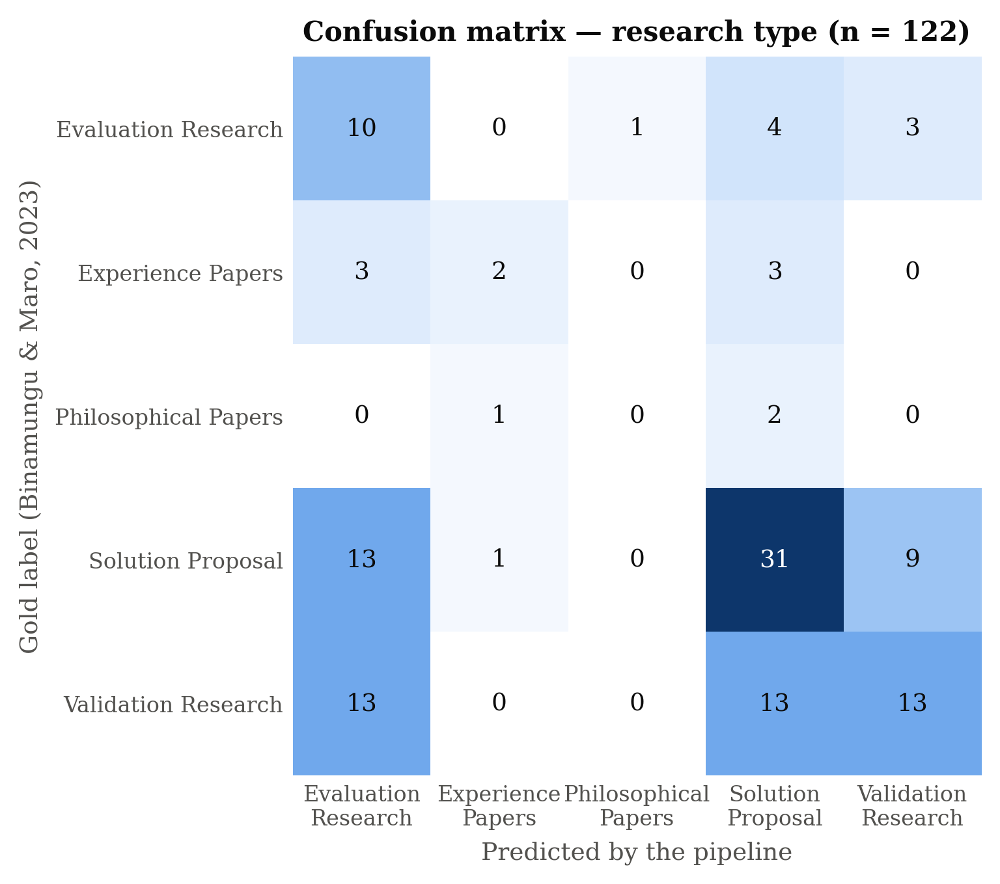 Confusion matrix — research type (n = 122)
Gold label (Binamungu & Maro, 2023)
Evaluation Research 10 0 1 4 3
Experience Papers 3 2 0 3 0
Philosophical Papers 0 1 0 2 0
Solution Proposal 13 1 0 31 9
Validation Research 13 0 0 13 13
Evaluation Experience Philosophical Solution Validation
Research Papers Papers Proposal Research
Predicted by the pipeline